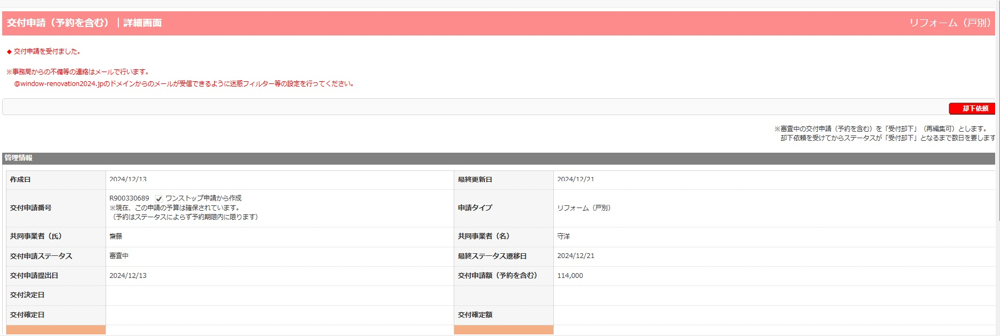 交付申請（予約を含む）｜詳細画面
リフォーム（戸別）
◆ 交付申請を受付ました。
※事務局からの不備等の連絡はメールで行います。
@window-renovation2024.jpのドメインからのメールが受信できるように迷惑フィルター等の設定を行ってください。
却下依頼
※審査中の交付申請（予約を含む）を「受付却下」（再編集可）とします。
却下依頼を受けてからステータスが「受付却下」となるまで数日を要します
管理情報
作成日 2024/12/13 最終更新日 2024/12/21
交付申請番号 R900330689 ワンストップ申請から作成
※現在、この申請の予算は確保されています。
（予約はステータスによらず予約期限内に限ります）
申請タイプ リフォーム（戸別）
共同事業者（氏） 齋藤 共同事業者（名） 守洋
交付申請ステータス 審査中 最終ステータス遷移日 2024/12/21
交付申請提出日 2024/12/13 交付申請額（予約を含む） 114,000
交付決定日
交付確定日 交付確定額